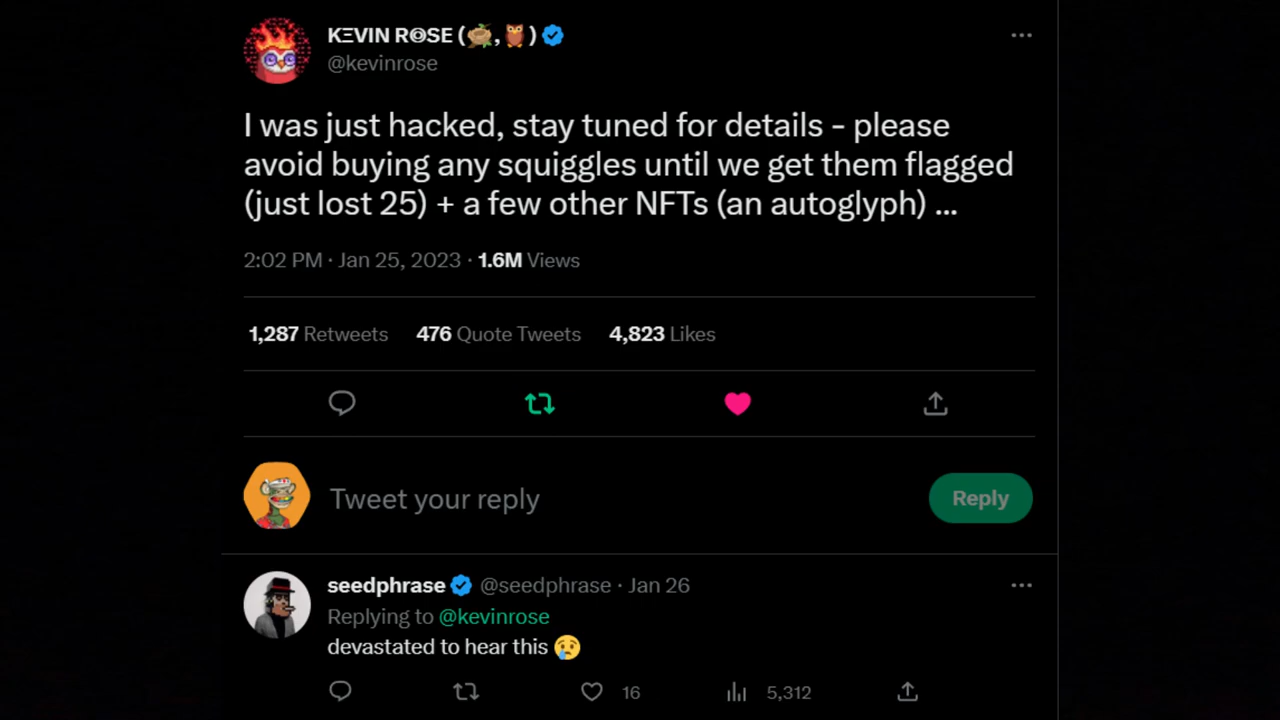 KΞVIN R◎SE (🪹,🦉)
@kevinrose
I was just hacked, stay tuned for details - please
avoid buying any squiggles until we get them flagged
(just lost 25) + a few other NFTs (an autoglyph) ...
2:02 PM · Jan 25, 2023 · 1.6M Views
1,287 Retweets 476 Quote Tweets 4,823 Likes
Tweet your reply
Reply
seedphrase @seedphrase · Jan 26
Replying to @kevinrose
devastated to hear this 😢
16 5,312